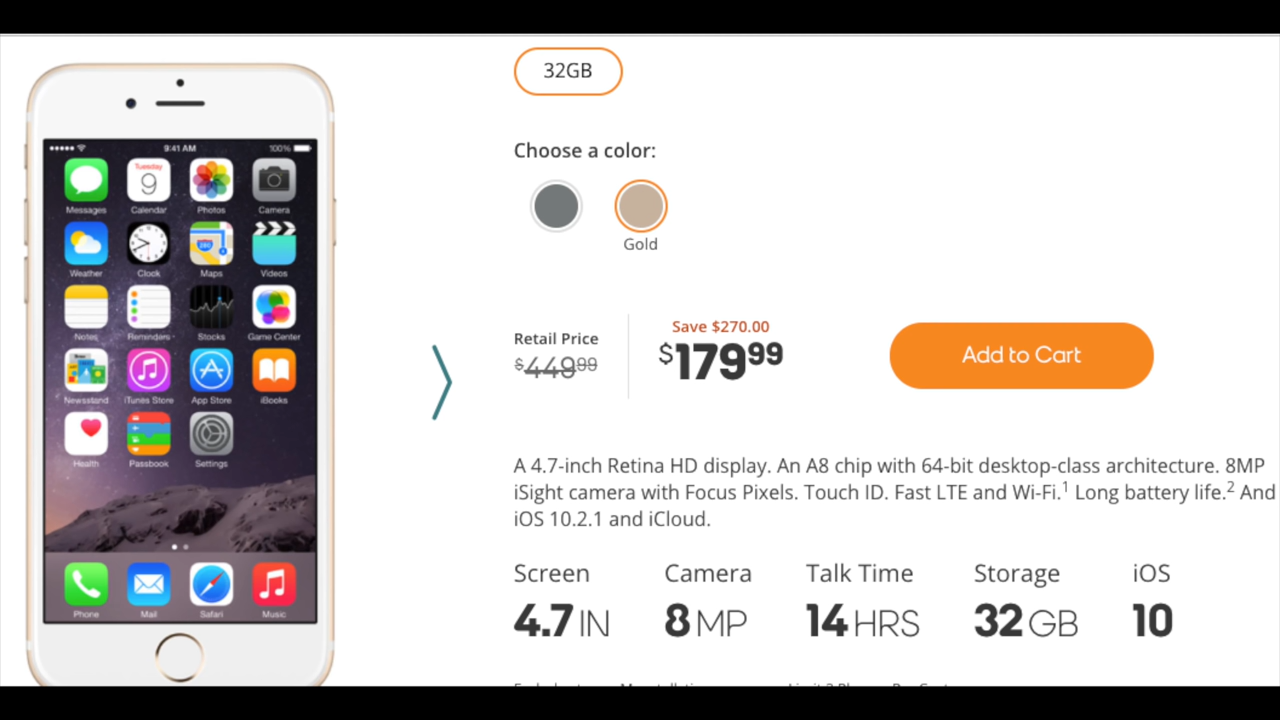 9:41 AM
100%
Tuesday
9
Messages
Calendar
Photos
Camera
Weather
Clock
Maps
Videos
280
Notes
Reminders
Stocks
Game Center
Newsstand
iTunes Store
App Store
iBooks
Health
Passbook
Settings
Phone
Mail
Safari
Music
32GB
Choose a color:
Gold
Retail Price
$44999
Save $270.00
$17999
Add to Cart
A 4.7-inch Retina HD display. An A8 chip with 64-bit desktop-class architecture. 8MP
iSight camera with Focus Pixels. Touch ID. Fast LTE and Wi-Fi.1 Long battery life.2 And
iOS 10.2.1 and iCloud.
Screen
Camera
Talk Time
Storage
iOS
4.7 IN
8 MP
14 HRS
32 GB
10